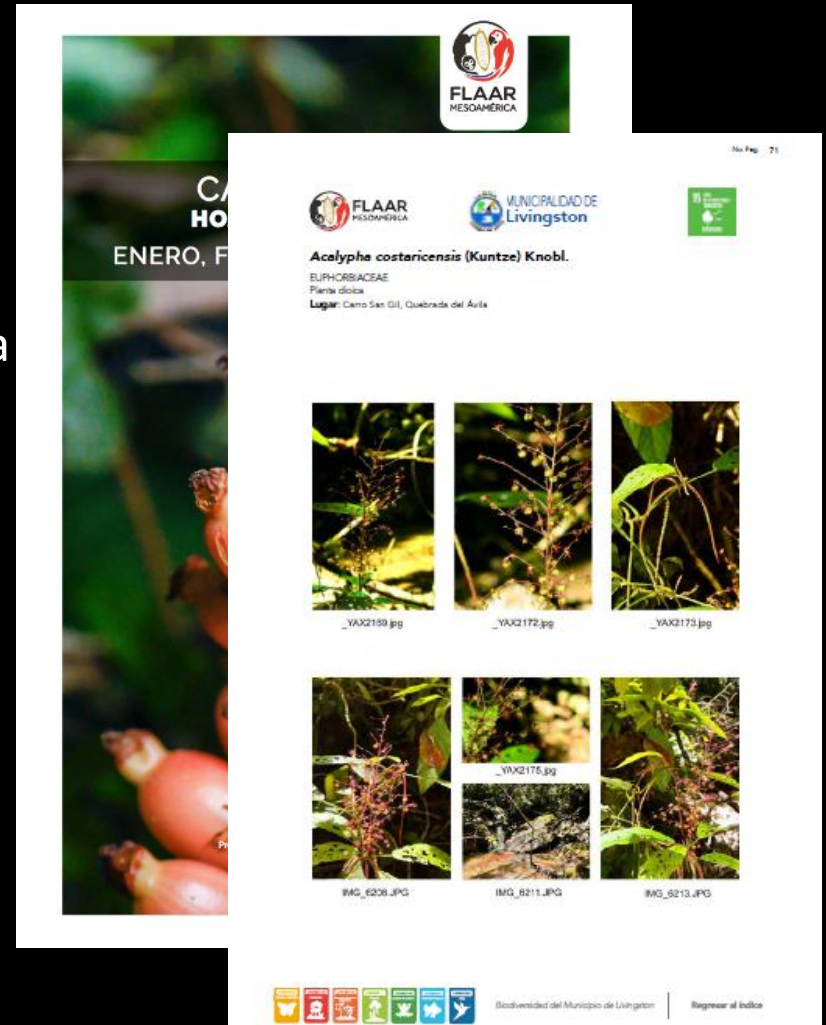 a
FLAAR
MESOAMÉRICA
ENERO, F
No. Pag. 71
FLAAR
MESOAMÉRICA
MUNICIPALIDAD DE
Livingston
Acalypha costaricensis (Kuntze) Knobl.
EUPHORBIACEAE
Planta dioica
Lugar: Cerro San Gil, Quebrada del Ávila
_YAX2169.jpg
_YAX2172.jpg
_YAX2173.jpg
_YAX2175.jpg
IMG_6208.JPG
IMG_6211.JPG
IMG_6213.JPG
Biodiversidad del Municipio de Livingston
Regresar al índice